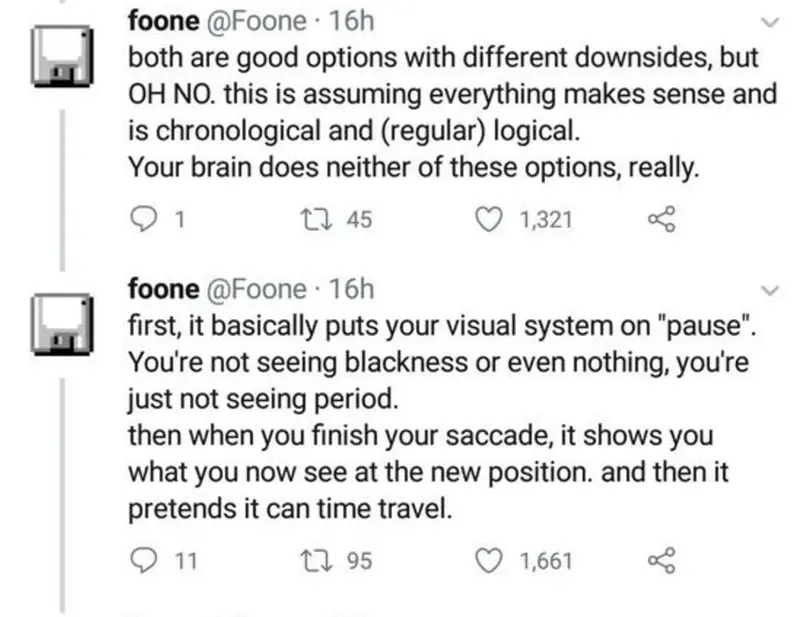 foone @Foone · 16h
both are good options with different downsides, but
OH NO. this is assuming everything makes sense and
is chronological and (regular) logical.
Your brain does neither of these options, really.
1 45 1,321
foone @Foone · 16h
first, it basically puts your visual system on "pause".
You're not seeing blackness or even nothing, you're
just not seeing period.
then when you finish your saccade, it shows you
what you now see at the new position. and then it
pretends it can time travel.
11 95 1,661